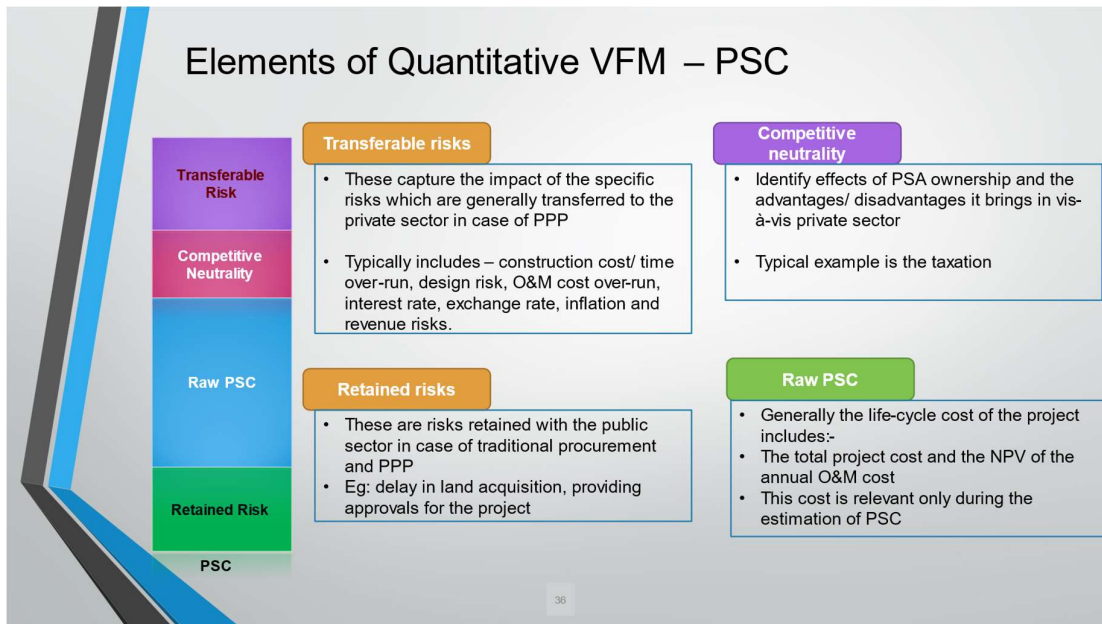 Elements of Quantitative VFM – PSC
Transferable
Risk
Competitive
Neutrality
Raw PSC
Retained Risk
PSC
Transferable risks
• These capture the impact of the specific
risks which are generally transferred to the
private sector in case of PPP
• Typically includes – construction cost/ time
over-run, design risk, O&M cost over-run,
interest rate, exchange rate, inflation and
revenue risks.
Competitive
neutrality
• Identify effects of PSA ownership and the
advantages/ disadvantages it brings in vis-
à-vis private sector
• Typical example is the taxation
Retained risks
• These are risks retained with the public
sector in case of traditional procurement
and PPP
• Eg: delay in land acquisition, providing
approvals for the project
Raw PSC
• Generally the life-cycle cost of the project
includes:-
• The total project cost and the NPV of the
annual O&M cost
• This cost is relevant only during the
estimation of PSC
36